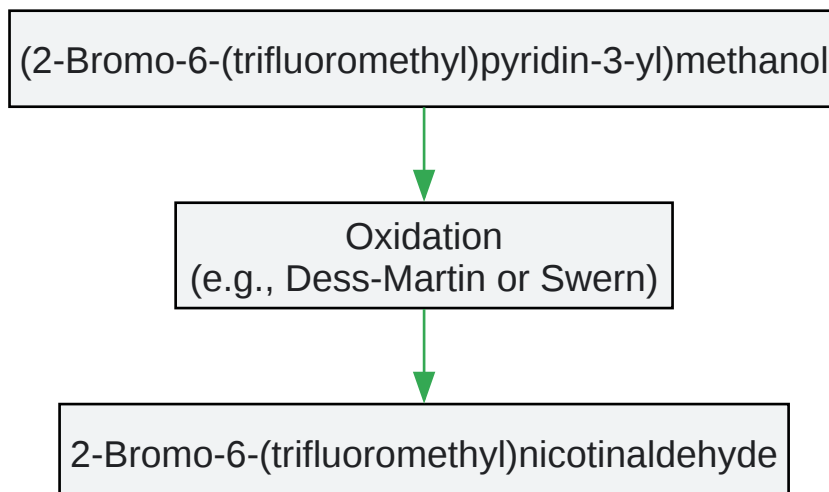 (2-Bromo-6-(trifluoromethyl)pyridin-3-yl)methanol
Oxidation
(e.g., Dess-Martin or Swern)
2-Bromo-6-(trifluoromethyl)nicotinaldehyde